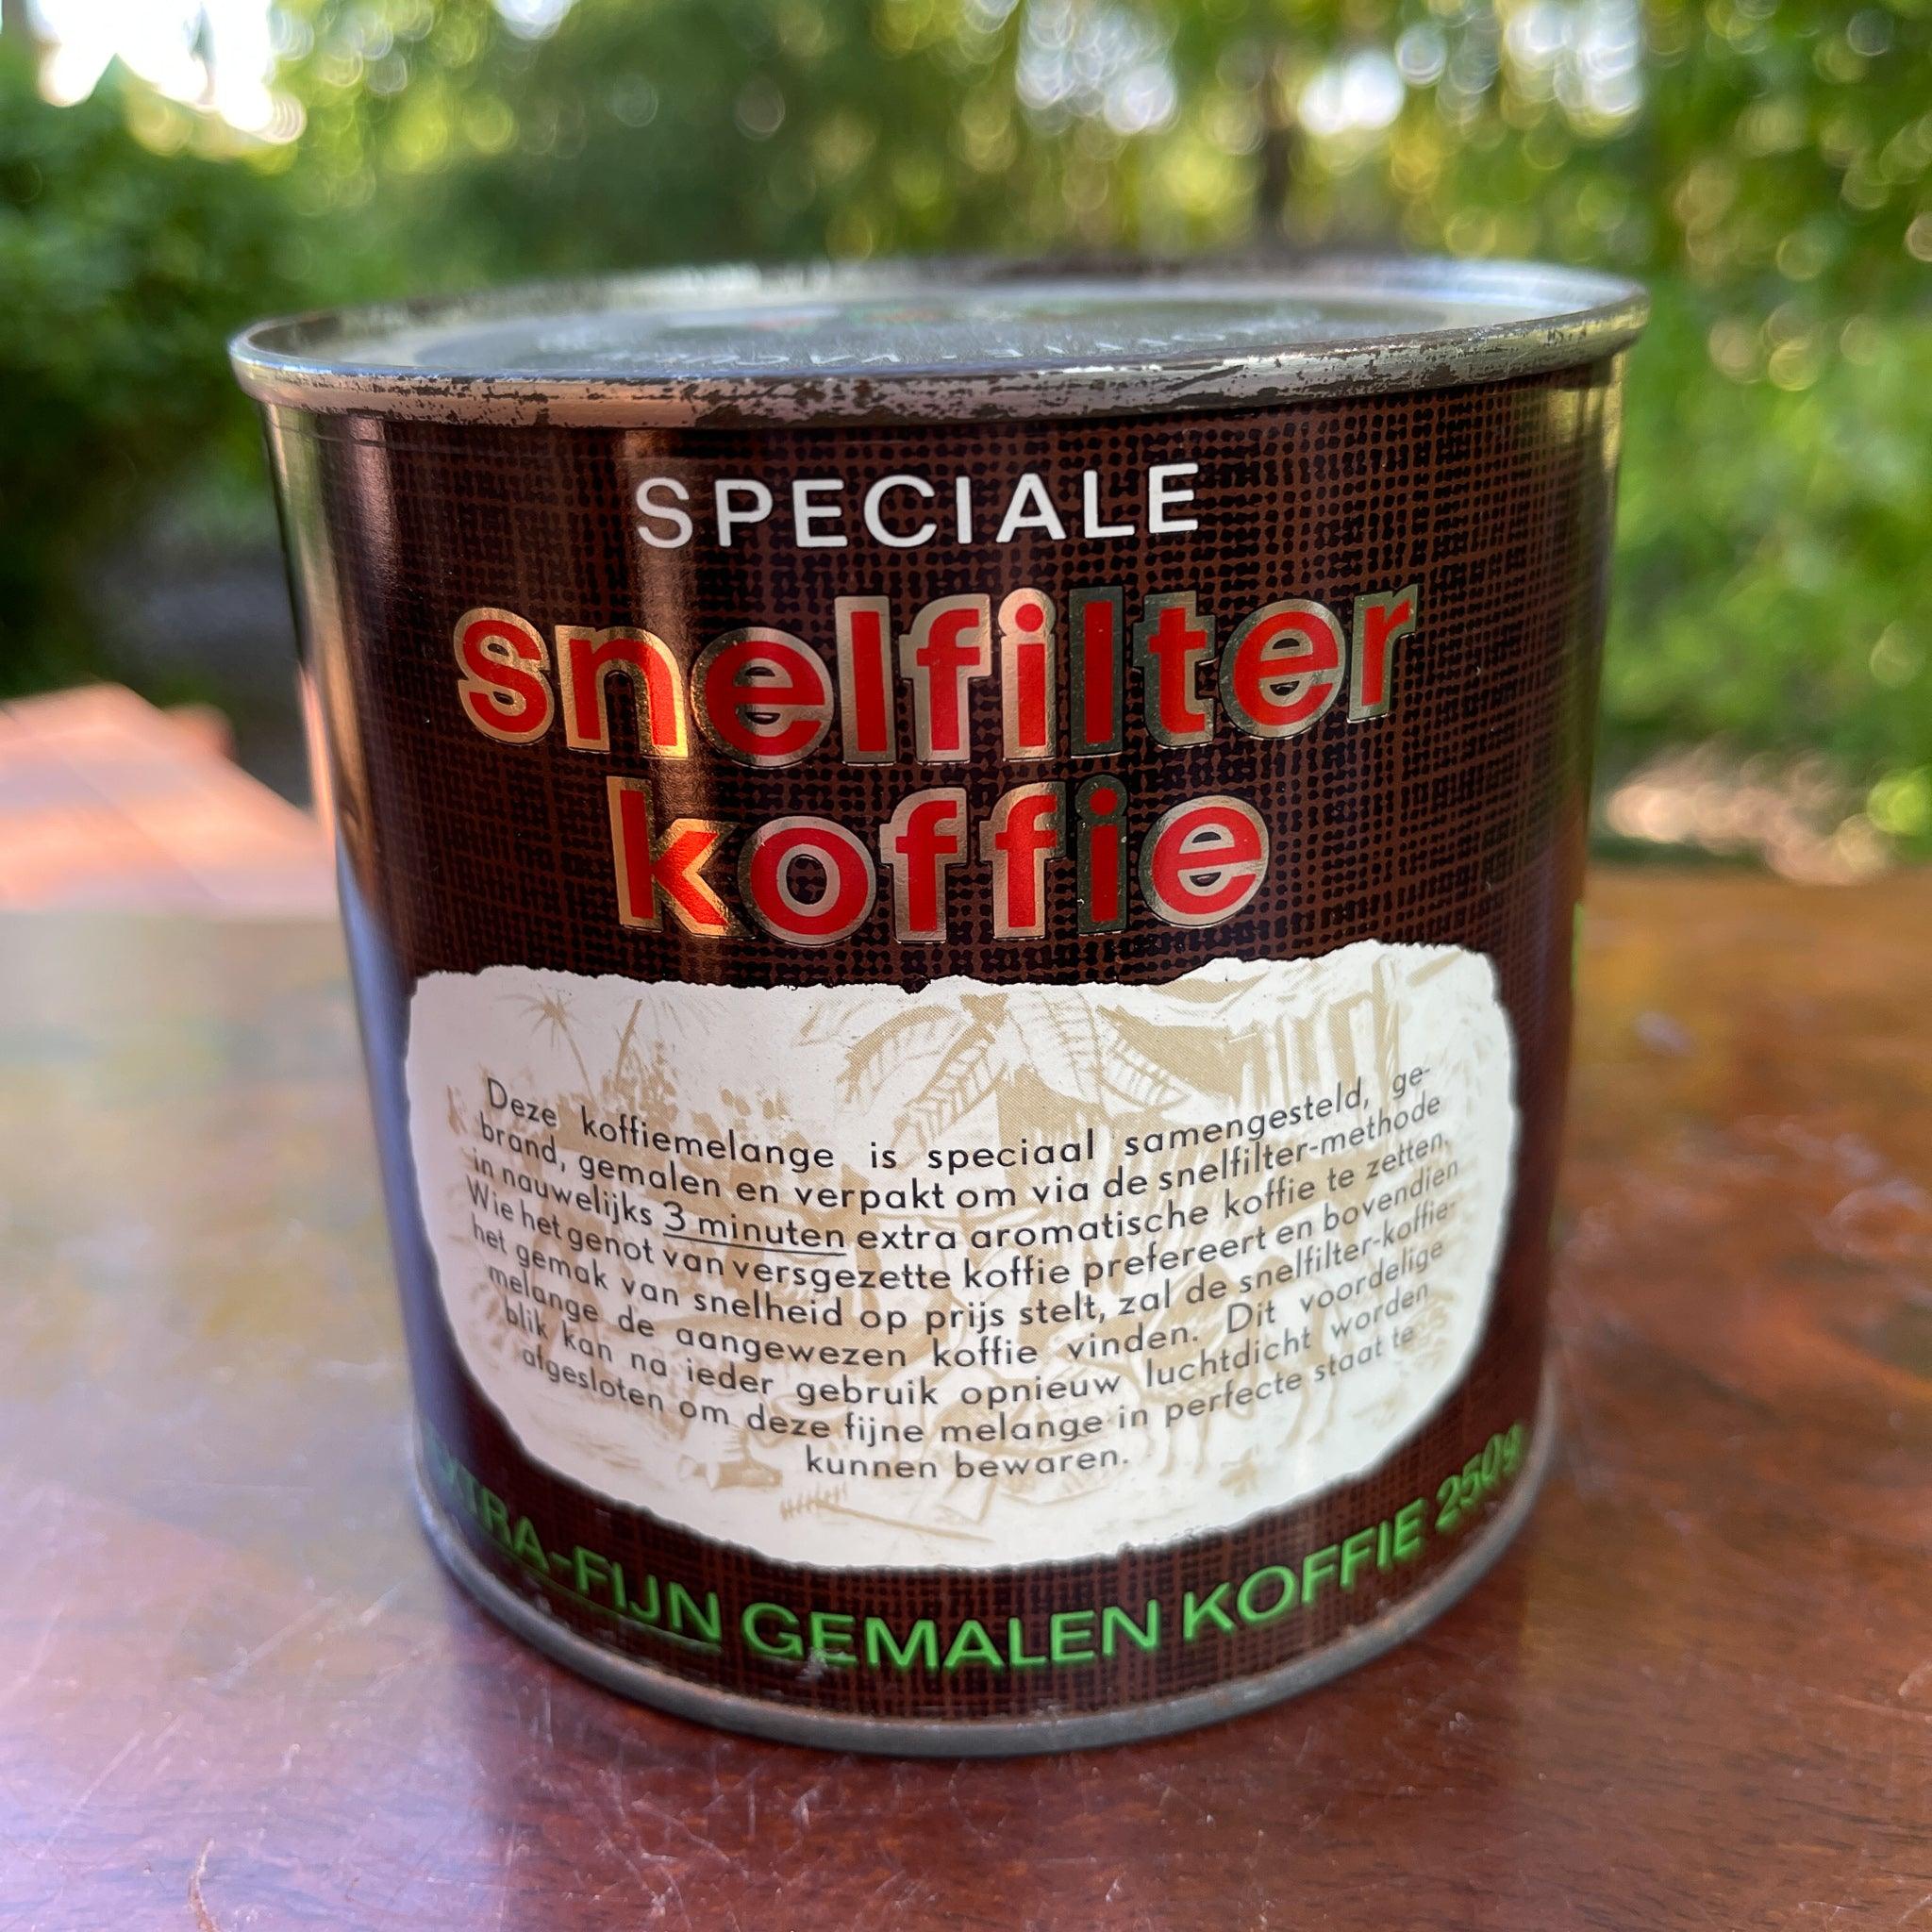 SPECIALE
snelfilter
koffie
Deze koffiemelange is speciaal samengesteld, ge-
brand, gemalen en verpakt om via de snelfilter-methode
in nauwelijks 3 minuten extra aromatische koffie te zetten.
Wie het genot van versgezette koffie prefereert en bovendien
het gemak van snelheid op prijs stelt, zal de snelfilter-koffie-
melange de aangewezen koffie vinden. Dit voordelige
blik kan na ieder gebruik opnieuw luchtdicht worden
afgesloten om deze fijne melange in perfecte staat te
kunnen bewaren.
EXTRA-FIJN GEMALEN KOFFIE 250g